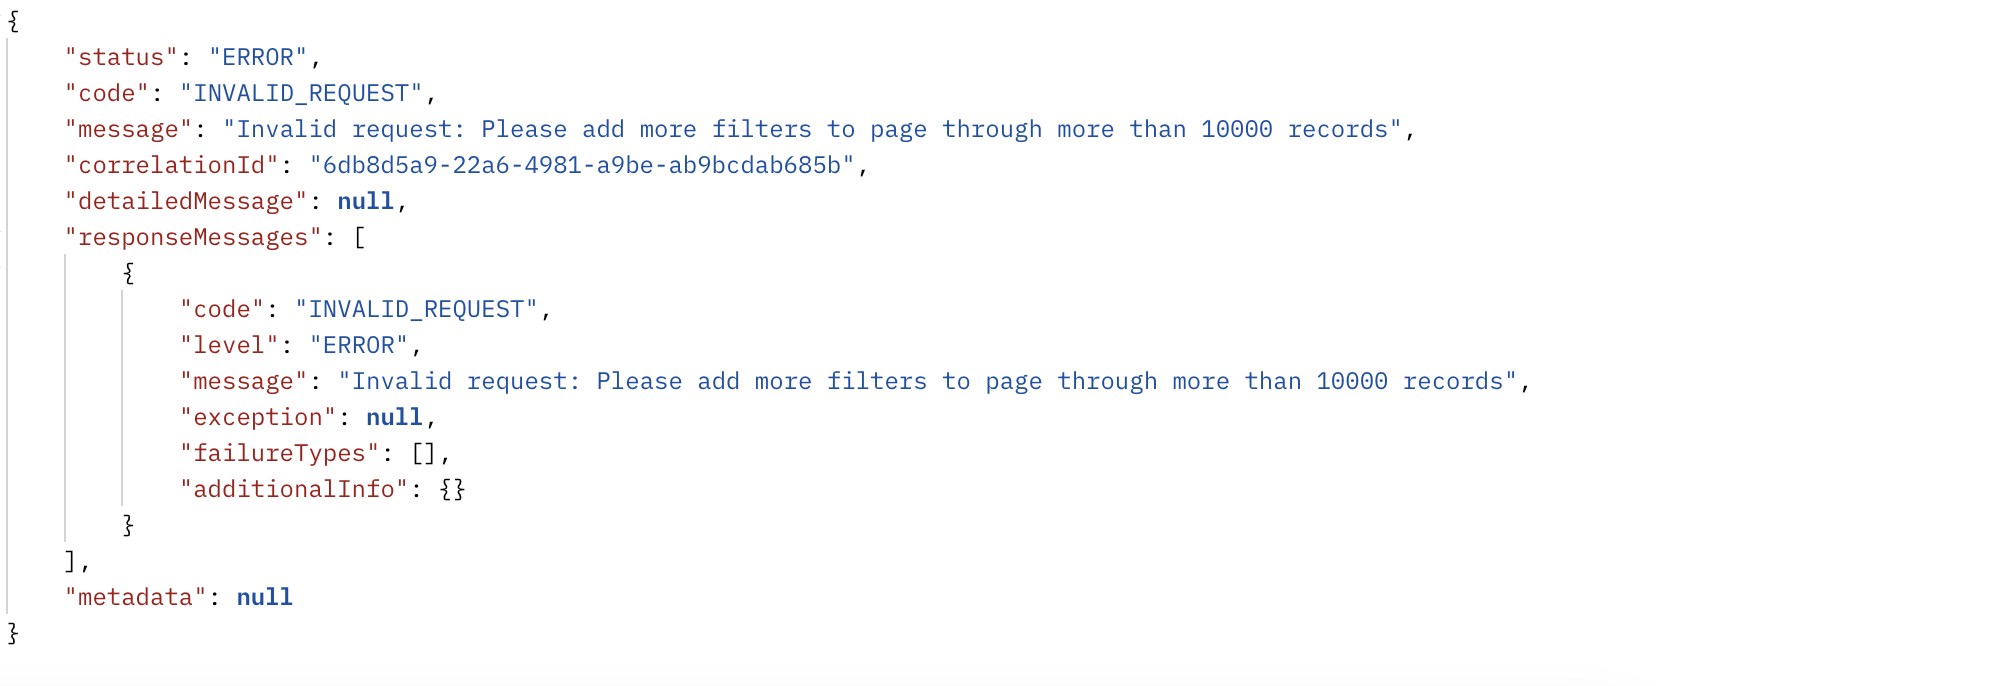 {
"status": "ERROR",
"code": "INVALID_REQUEST",
"message": "Invalid request: Please add more filters to page through more than 10000 records",
"correlationId": "6db8d5a9-22a6-4981-a9be-ab9bcdab685b",
"detailedMessage": null,
"responseMessages": [
{
"code": "INVALID_REQUEST",
"level": "ERROR",
"message": "Invalid request: Please add more filters to page through more than 10000 records",
"exception": null,
"failureTypes": [],
"additionalInfo": {}
}
],
"metadata": null
}